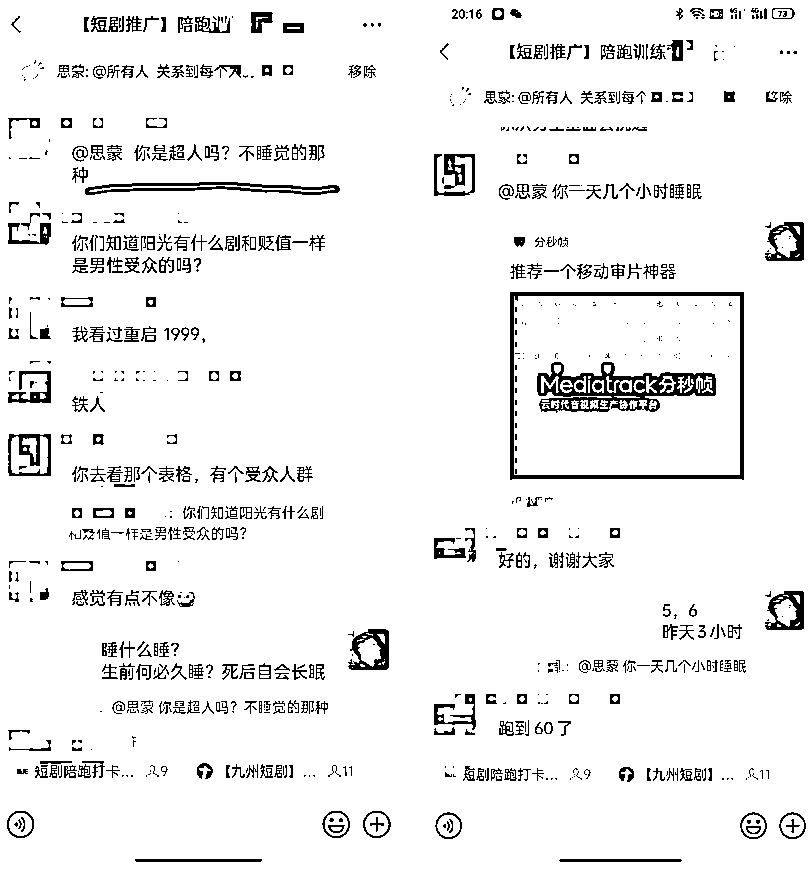 【短剧推广】陪跑训
思蒙: @所有人 关系到每个
移除
@思蒙 你是超人吗？不睡觉的那
种
你们知道阳光有什么剧和贬值一样
是男性受众的吗？
我看过重启 1999，
铁人
你去看那个表格，有个受众人群
：你们知道阳光有什么剧
和贬值一样是男性受众的吗？
感觉有点不像
睡什么睡？
生前何必久睡？死后自会长眠
@思蒙 你是超人吗？不睡觉的那种
短剧陪跑打卡... 9
【九州短剧】... 11
20:16
73
【短剧推广】陪跑训练
思蒙: @所有人 关系到每个
移除
@思蒙 你一天几个小时睡眠
分秒帧
推荐一个移动审片神器
Mediatrack分秒帧
云时代音视频生产协作平台
好的，谢谢大家
5，6
昨天3小时
: @思蒙 你一天几个小时睡眠
跑到 60 了
短剧陪跑打卡... 9
【九州短剧】... 11